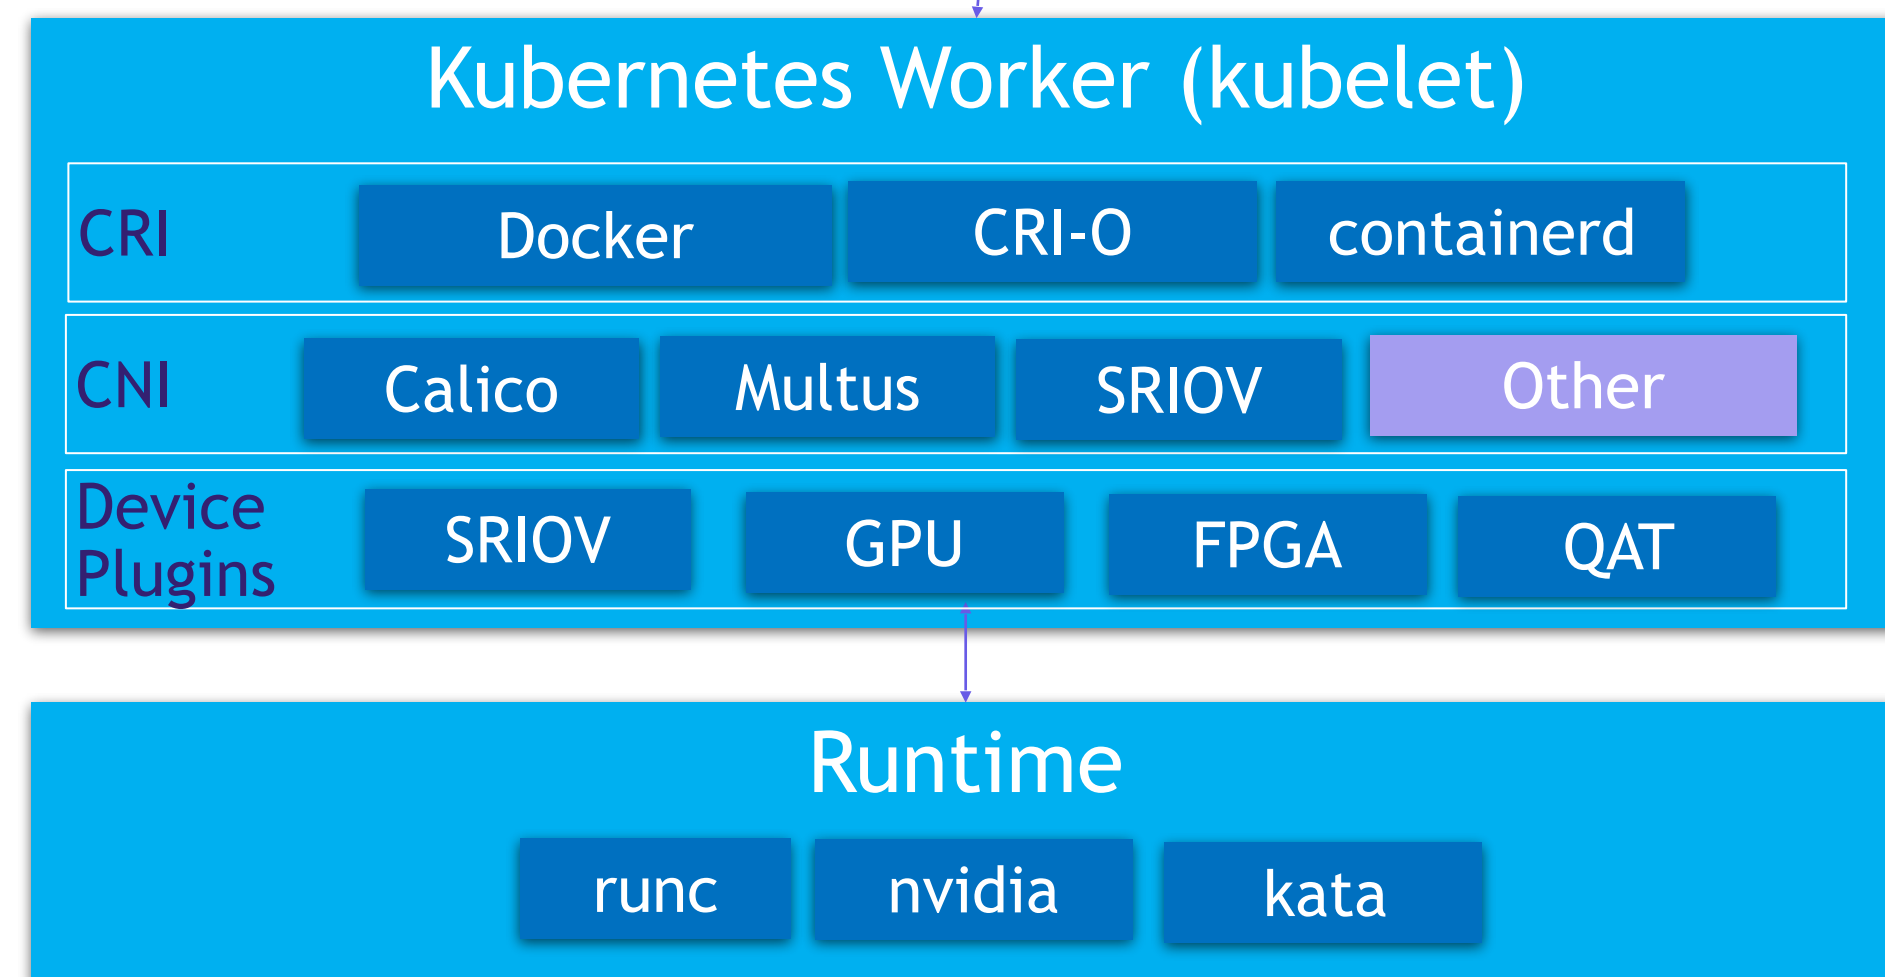 Kubernetes Worker (kubelet)
CRI
Docker
CRI-O
containerd
CNI
Calico
Multus
SRIOV
Other
Device
Plugins
SRIOV
GPU
FPGA
QAT
Runtime
runc
nvidia
kata